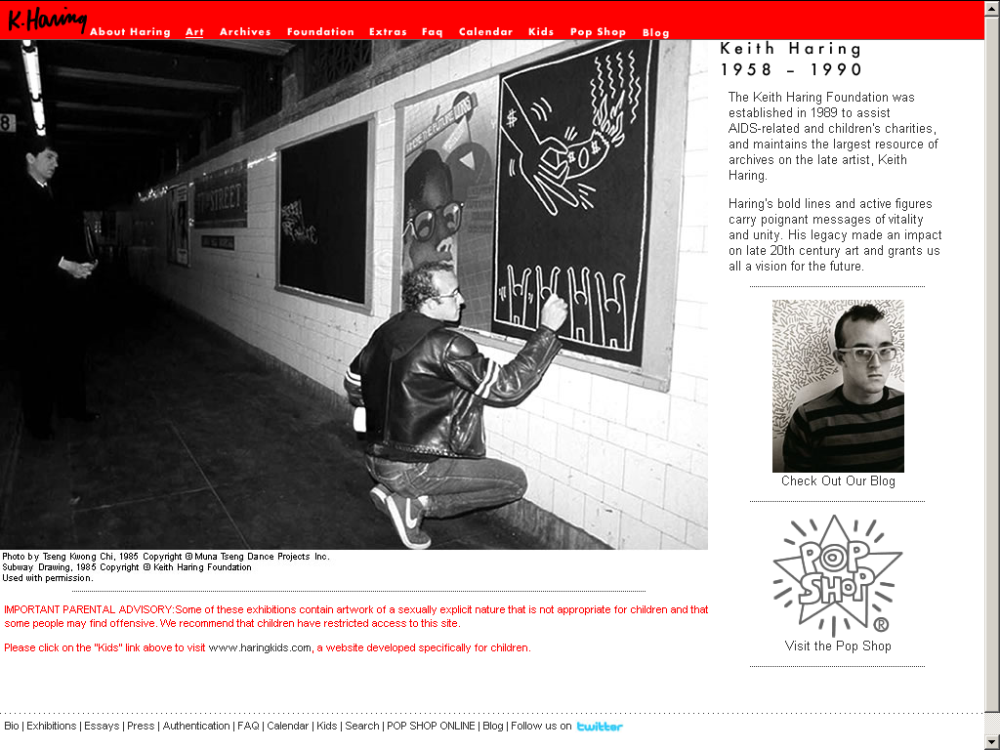 K.Haring
About Haring Art Archives Foundation Extras Faq Calendar Kids Pop Shop Blog
Keith Haring
1958 – 1990
The Keith Haring Foundation was
established in 1989 to assist
AIDS-related and children's charities,
and maintains the largest resource of
archives on the late artist, Keith
Haring.
Haring's bold lines and active figures
carry poignant messages of vitality
and unity. His legacy made an impact
on late 20th century art and grants us
all a vision for the future.
8
STREET
$
Check Out Our Blog
POP
SHOP
®
Visit the Pop Shop
Photo by Tseng Kwong Chi, 1985 Copyright © Muna Tseng Dance Projects Inc.
Subway Drawing, 1985 Copyright © Keith Haring Foundation
Used with permission.
IMPORTANT PARENTAL ADVISORY:Some of these exhibitions contain artwork of a sexually explicit nature that is not appropriate for children and that
some people may find offensive. We recommend that children have restricted access to this site.
Please click on the "Kids" link above to visit www.haringkids.com, a website developed specifically for children.
Bio | Exhibitions | Essays | Press | Authentication | FAQ | Calendar | Kids | Search | POP SHOP ONLINE | Blog | Follow us on twitter